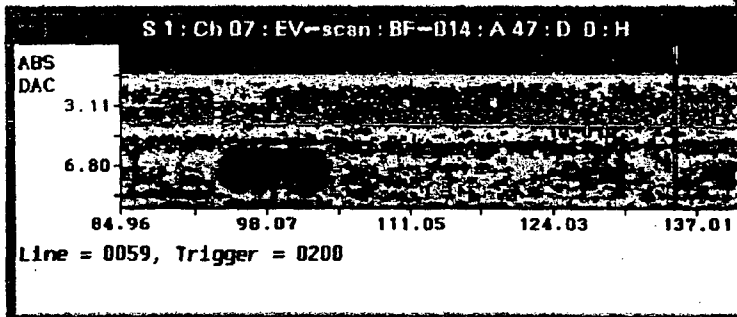 S 1 : Ch 07 : EV-scan : BF-014 : A 47 : D 0 : H
ABS
DAC
3.11
6.80
84.96 98.07 111.05 124.03 137.01
Line = 0059, Trigger = 0200